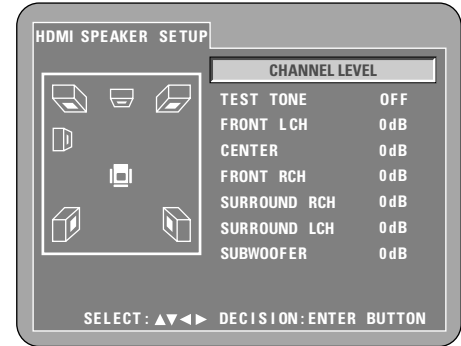 HDMI SPEAKER SETUP
CHANNEL LEVEL
TEST TONE OFF
FRONT LCH 0dB
CENTER 0dB
FRONT RCH 0dB
SURROUND RCH 0dB
SURROUND LCH 0dB
SUBWOOFER 0dB
SELECT: ▲▼◀▶ DECISION:ENTER BUTTON